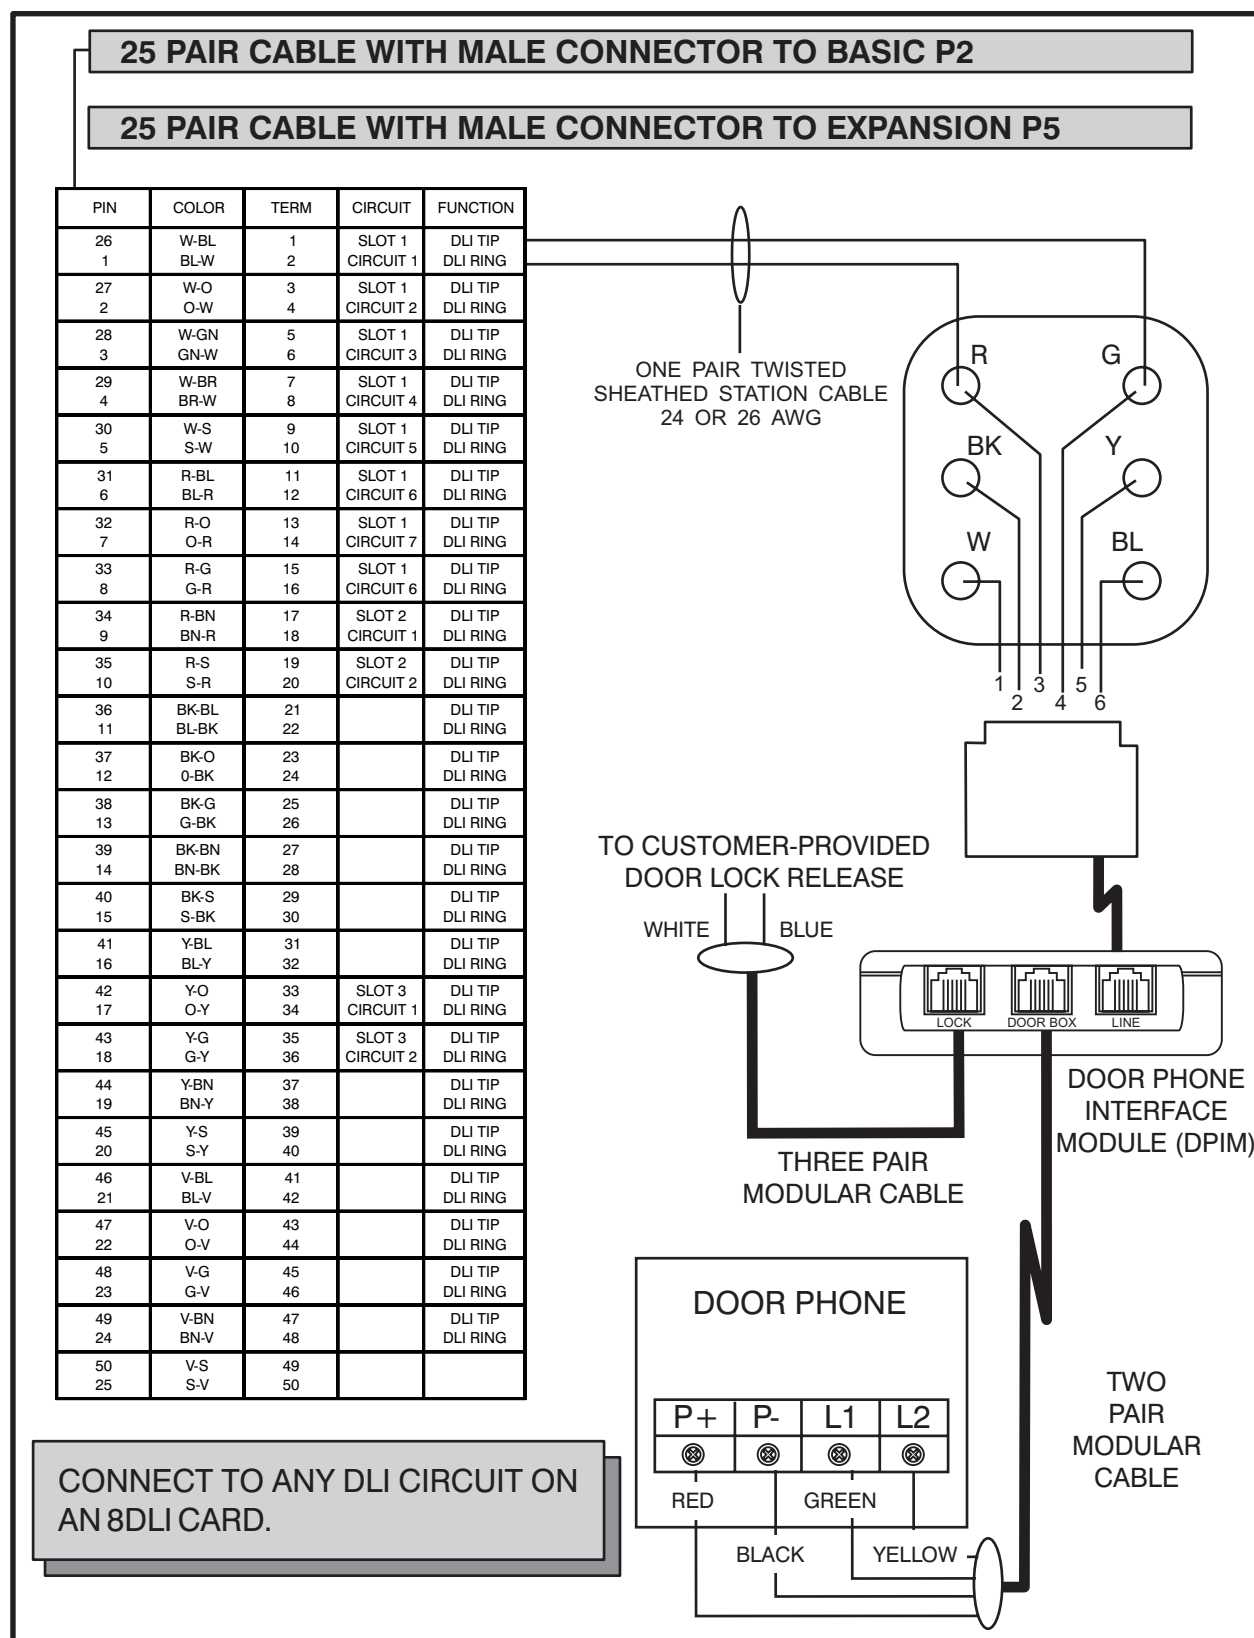 25 PAIR CABLE WITH MALE CONNECTOR TO BASIC P2
25 PAIR CABLE WITH MALE CONNECTOR TO EXPANSION P5
PIN COLOR TERM CIRCUIT FUNCTION
26 W-BL 1 SLOT 1 DLI TIP
1 BL-W 2 CIRCUIT 1 DLI RING
27 W-O 3 SLOT 1 DLI TIP
2 O-W 4 CIRCUIT 2 DLI RING
28 W-GN 5 SLOT 1 DLI TIP
3 GN-W 6 CIRCUIT 3 DLI RING
29 W-BR 7 SLOT 1 DLI TIP
4 BR-W 8 CIRCUIT 4 DLI RING
30 W-S 9 SLOT 1 DLI TIP
5 S-W 10 CIRCUIT 5 DLI RING
31 R-BL 11 SLOT 1 DLI TIP
6 BL-R 12 CIRCUIT 6 DLI RING
32 R-O 13 SLOT 1 DLI TIP
7 O-R 14 CIRCUIT 7 DLI RING
33 R-G 15 SLOT 1 DLI TIP
8 G-R 16 CIRCUIT 6 DLI RING
34 R-BN 17 SLOT 2 DLI TIP
9 BN-R 18 CIRCUIT 1 DLI RING
35 R-S 19 SLOT 2 DLI TIP
10 S-R 20 CIRCUIT 2 DLI RING
36 BK-BL 21 DLI TIP
11 BL-BK 22 DLI RING
37 BK-O 23 DLI TIP
12 0-BK 24 DLI RING
38 BK-G 25 DLI TIP
13 G-BK 26 DLI RING
39 BK-BN 27 DLI TIP
14 BN-BK 28 DLI RING
40 BK-S 29 DLI TIP
15 S-BK 30 DLI RING
41 Y-BL 31 DLI TIP
16 BL-Y 32 DLI RING
42 Y-O 33 SLOT 3 DLI TIP
17 O-Y 34 CIRCUIT 1 DLI RING
43 Y-G 35 SLOT 3 DLI TIP
18 G-Y 36 CIRCUIT 2 DLI RING
44 Y-BN 37 DLI TIP
19 BN-Y 38 DLI RING
45 Y-S 39 DLI TIP
20 S-Y 40 DLI RING
46 V-BL 41 DLI TIP
21 BL-V 42 DLI RING
47 V-O 43 DLI TIP
22 O-V 44 DLI RING
48 V-G 45 DLI TIP
23 G-V 46 DLI RING
49 V-BN 47 DLI TIP
24 BN-V 48 DLI RING
50 V-S 49
25 S-V 50
ONE PAIR TWISTED
SHEATHED STATION CABLE
24 OR 26 AWG
R G
BK Y
W BL
1 2 3 4 5 6
TO CUSTOMER-PROVIDED
DOOR LOCK RELEASE
WHITE BLUE
LOCK DOOR BOX LINE
DOOR PHONE
INTERFACE
MODULE (DPIM)
THREE PAIR
MODULAR CABLE
DOOR PHONE
P+ P- L1 L2
RED GREEN
BLACK YELLOW
TWO
PAIR
MODULAR
CABLE
CONNECT TO ANY DLI CIRCUIT ON
AN 8DLI CARD.